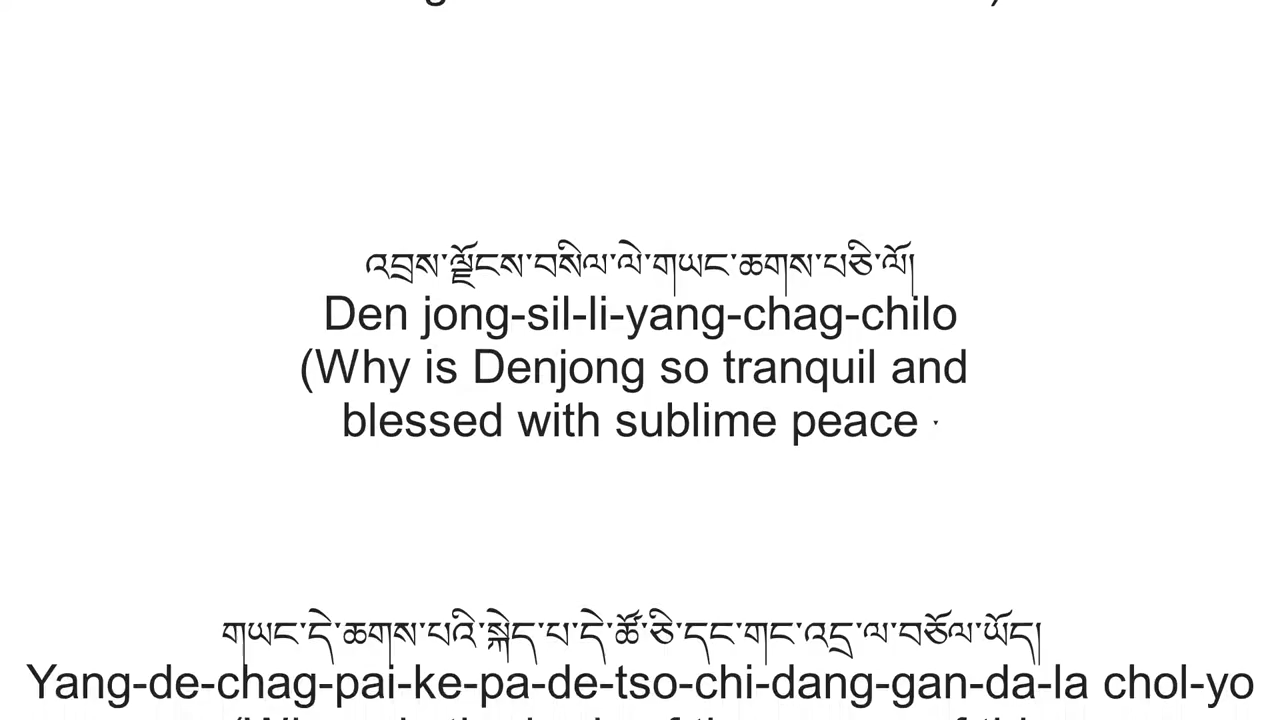 འབྲས་ལྗོངས་བསིལ་ལེ་གཡང་ཆགས་པཅི་ལོ།
Den jong-sil-li-yang-chag-chilo
(Why is Denjong so tranquil and
blessed with sublime peace
གཡང་དེ་ཆགས་པའི་སྐེད་པ་དེ་ཚོ་ཅི་དང་གང་འདྲ་ལ་བཅོལ་ཡོད།
Yang-de-chag-pai-ke-pa-de-tso-chi-dang-gan-da-la chol-yo